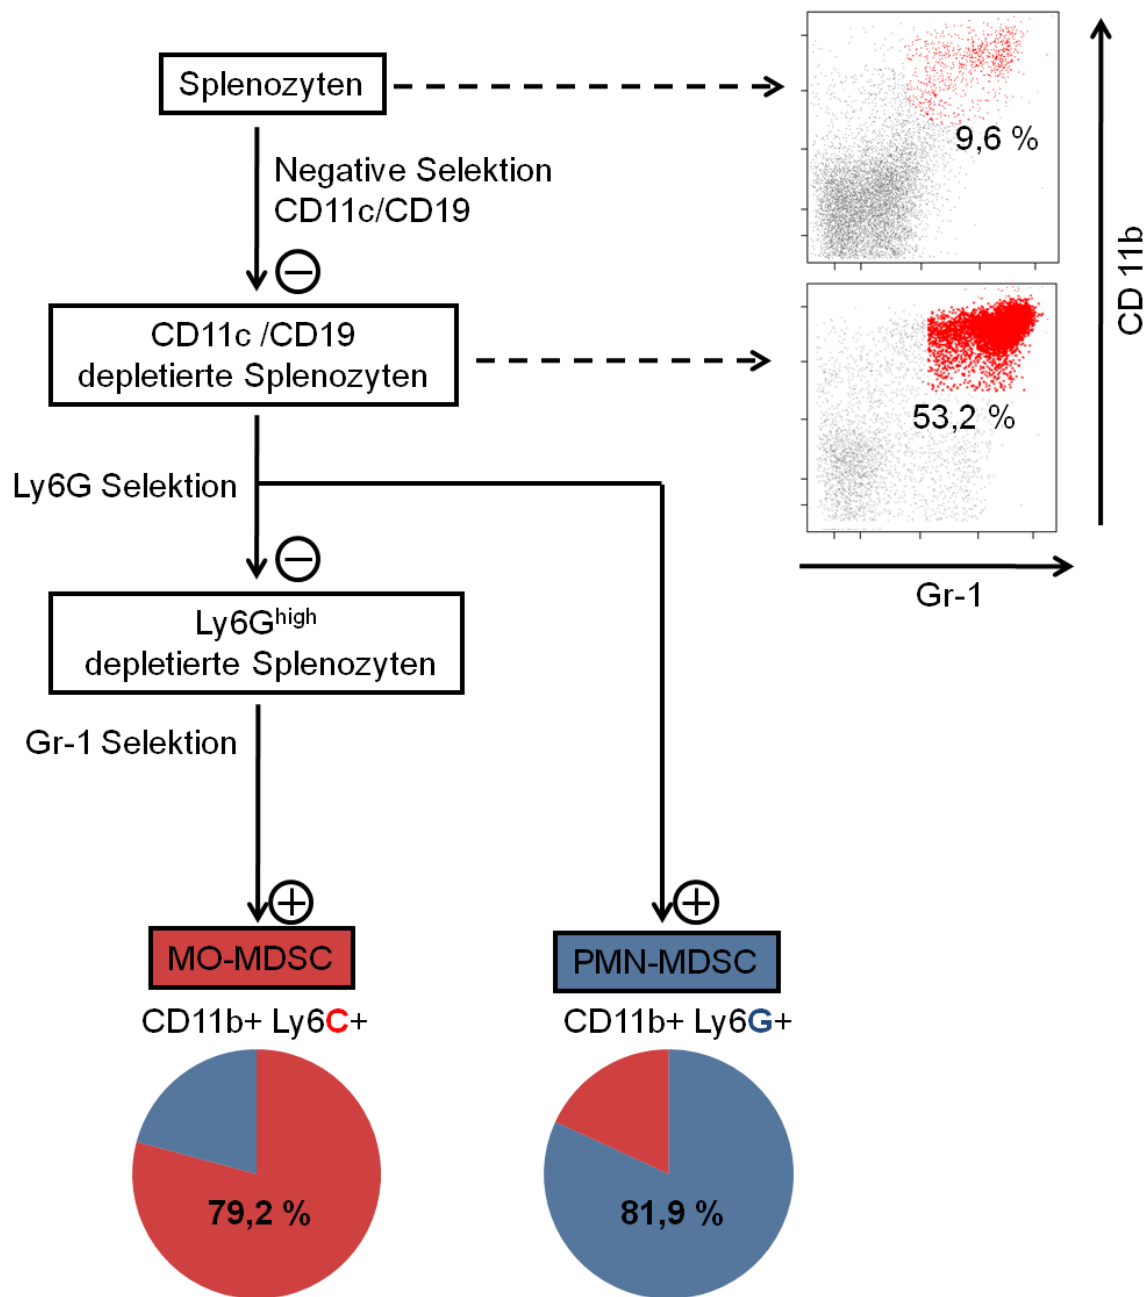 Splenozyten
9,6 %
Negative Selektion
CD11c/CD19
CD11c /CD19
depletierte Splenozyten
53,2 %
CD 11b
Gr-1
Ly6G Selektion
Ly6Ghigh
depletierte Splenozyten
Gr-1 Selektion
MO-MDSC
PMN-MDSC
CD11b+ Ly6C+
CD11b+ Ly6G+
79,2 %
81,9 %